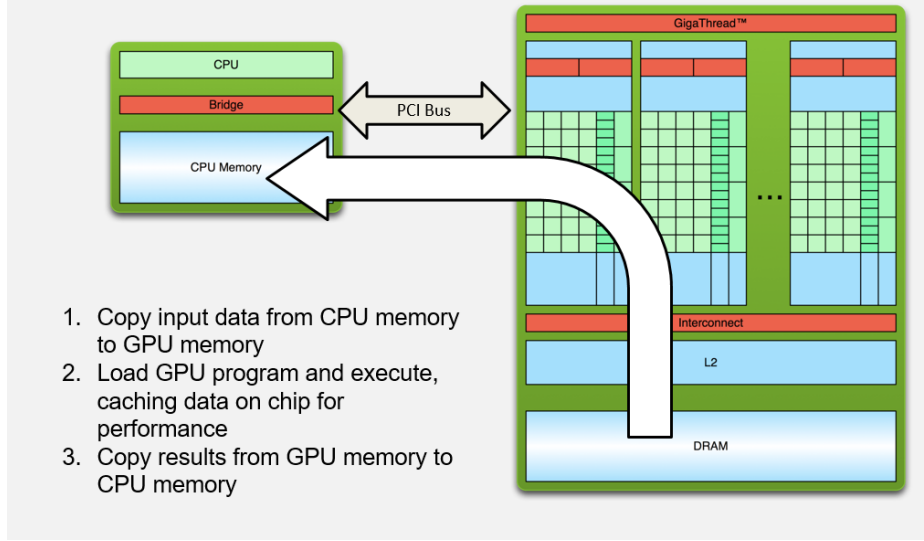 GigaThread™
CPU
Bridge
PCI Bus
CPU Memory
...
Interconnect
L2
DRAM
1. Copy input data from CPU memory
to GPU memory
2. Load GPU program and execute,
caching data on chip for
performance
3. Copy results from GPU memory to
CPU memory